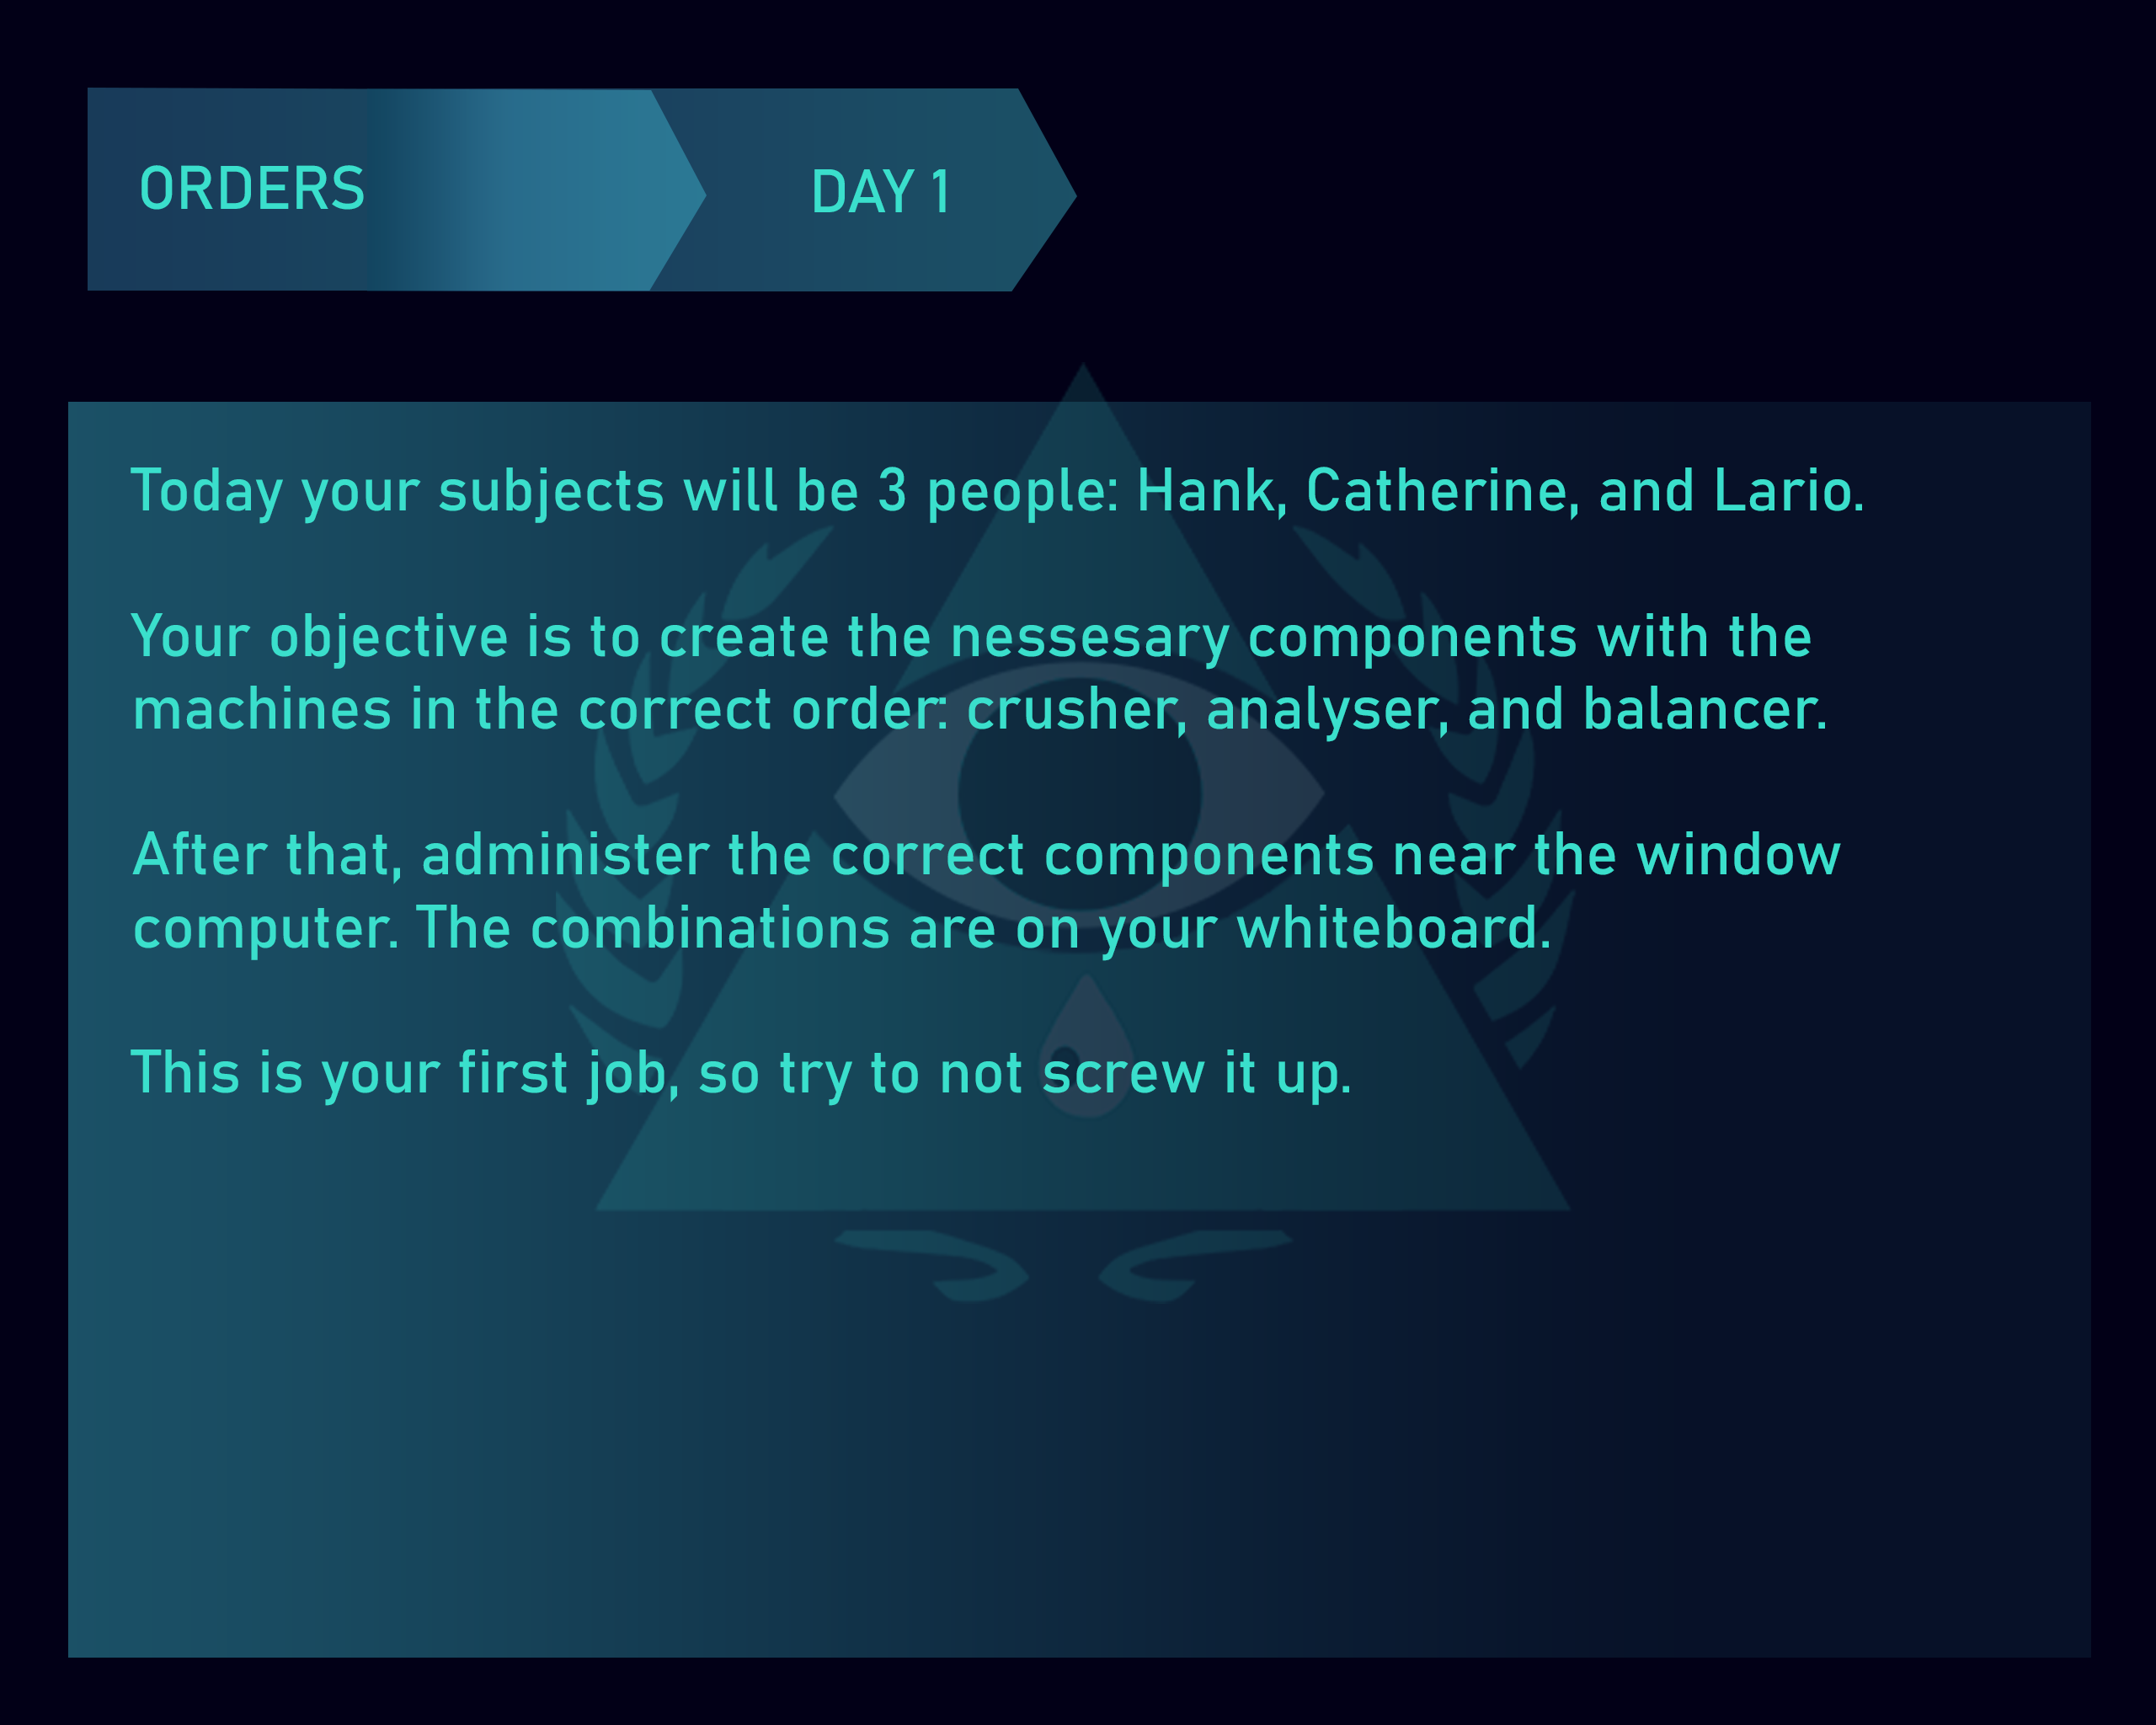 ORDERS
DAY 1
Today your subjects will be 3 people: Hank, Catherine, and Lario.
Your objective is to create the nessesary components with the
machines in the correct order: crusher, analyser, and balancer.
After that, administer the correct components near the window
computer. The combinations are on your whiteboard.
This is your first job, so try to not screw it up.